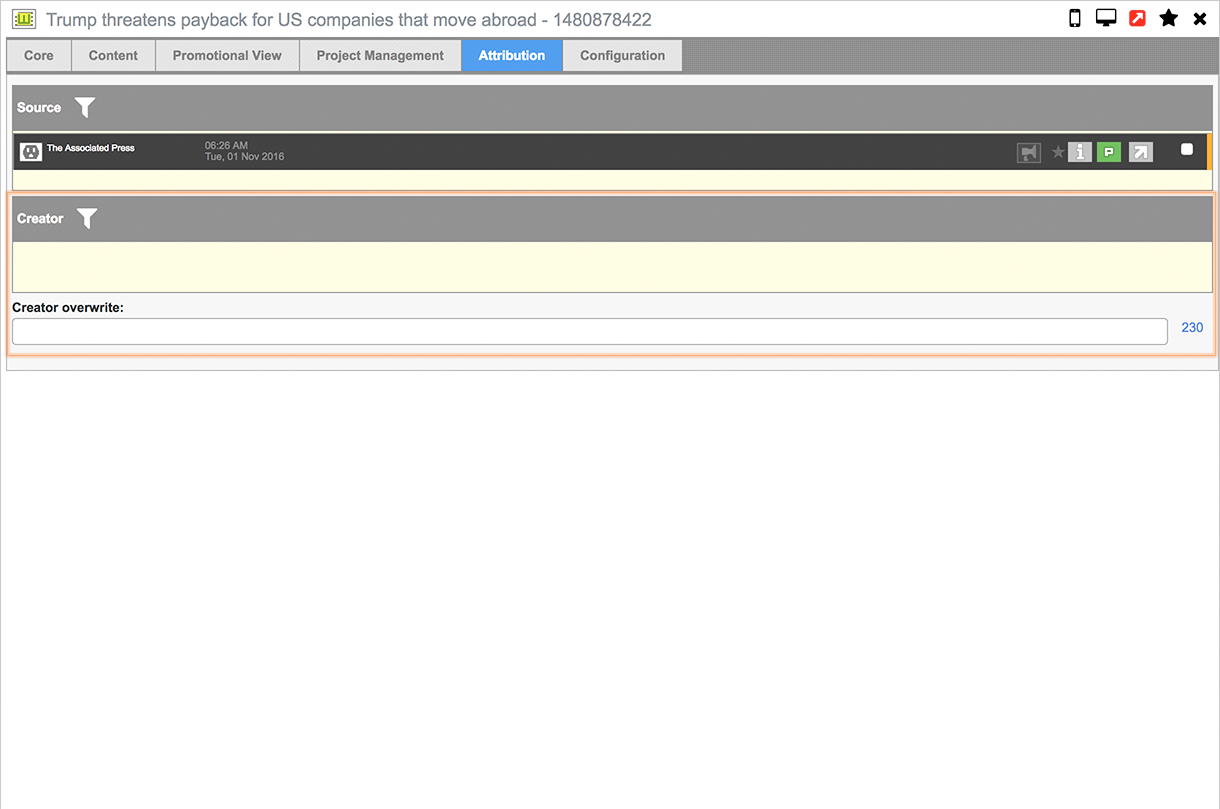 Trump threatens payback for US companies that move abroad - 1480878422
Core Content Promotional View Project Management Attribution Configuration
Source
The Associated Press 06:26 AM
Tue, 01 Nov 2016
i P
Creator
Creator overwrite:
230